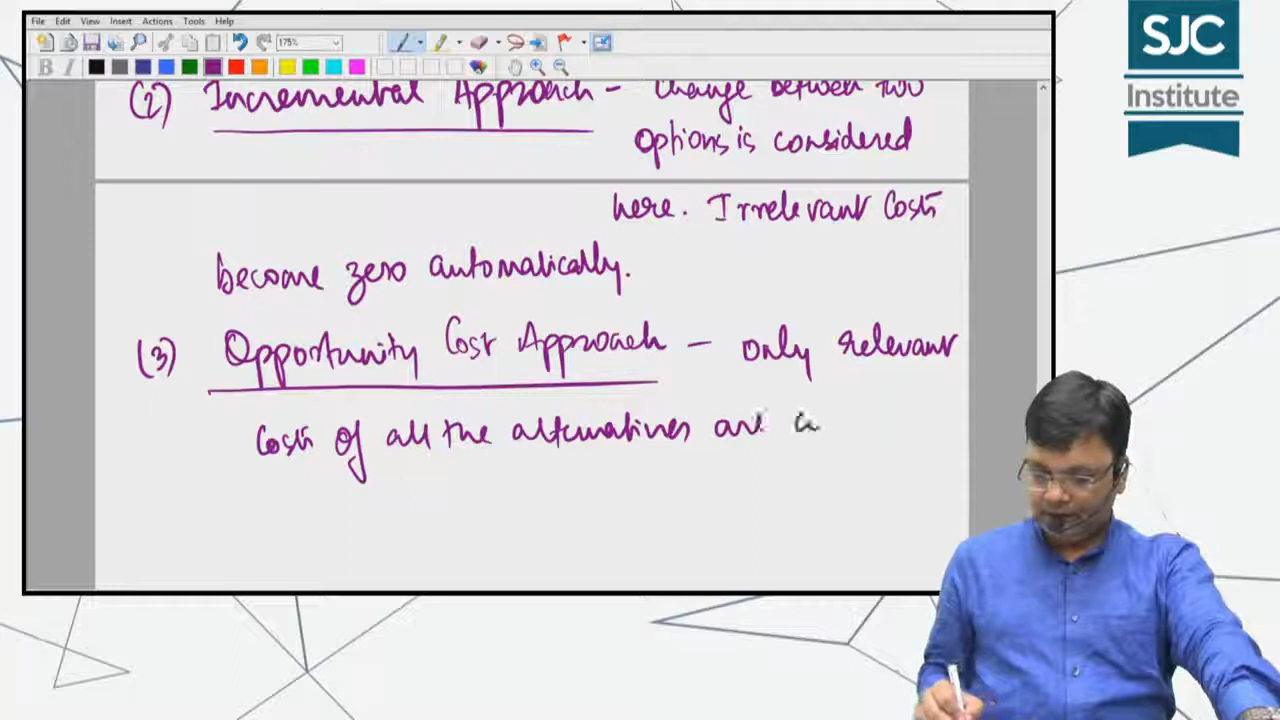 SJC
Institute
File Edit View Insert Actions Tools Help
175%
B I
(2) Incremental Approach - Change between two
options is considered
here. Irrelevant Costs
become zero automatically.
(3) Opportunity Cost Approach - only relevant
Costs of all the alternatives are